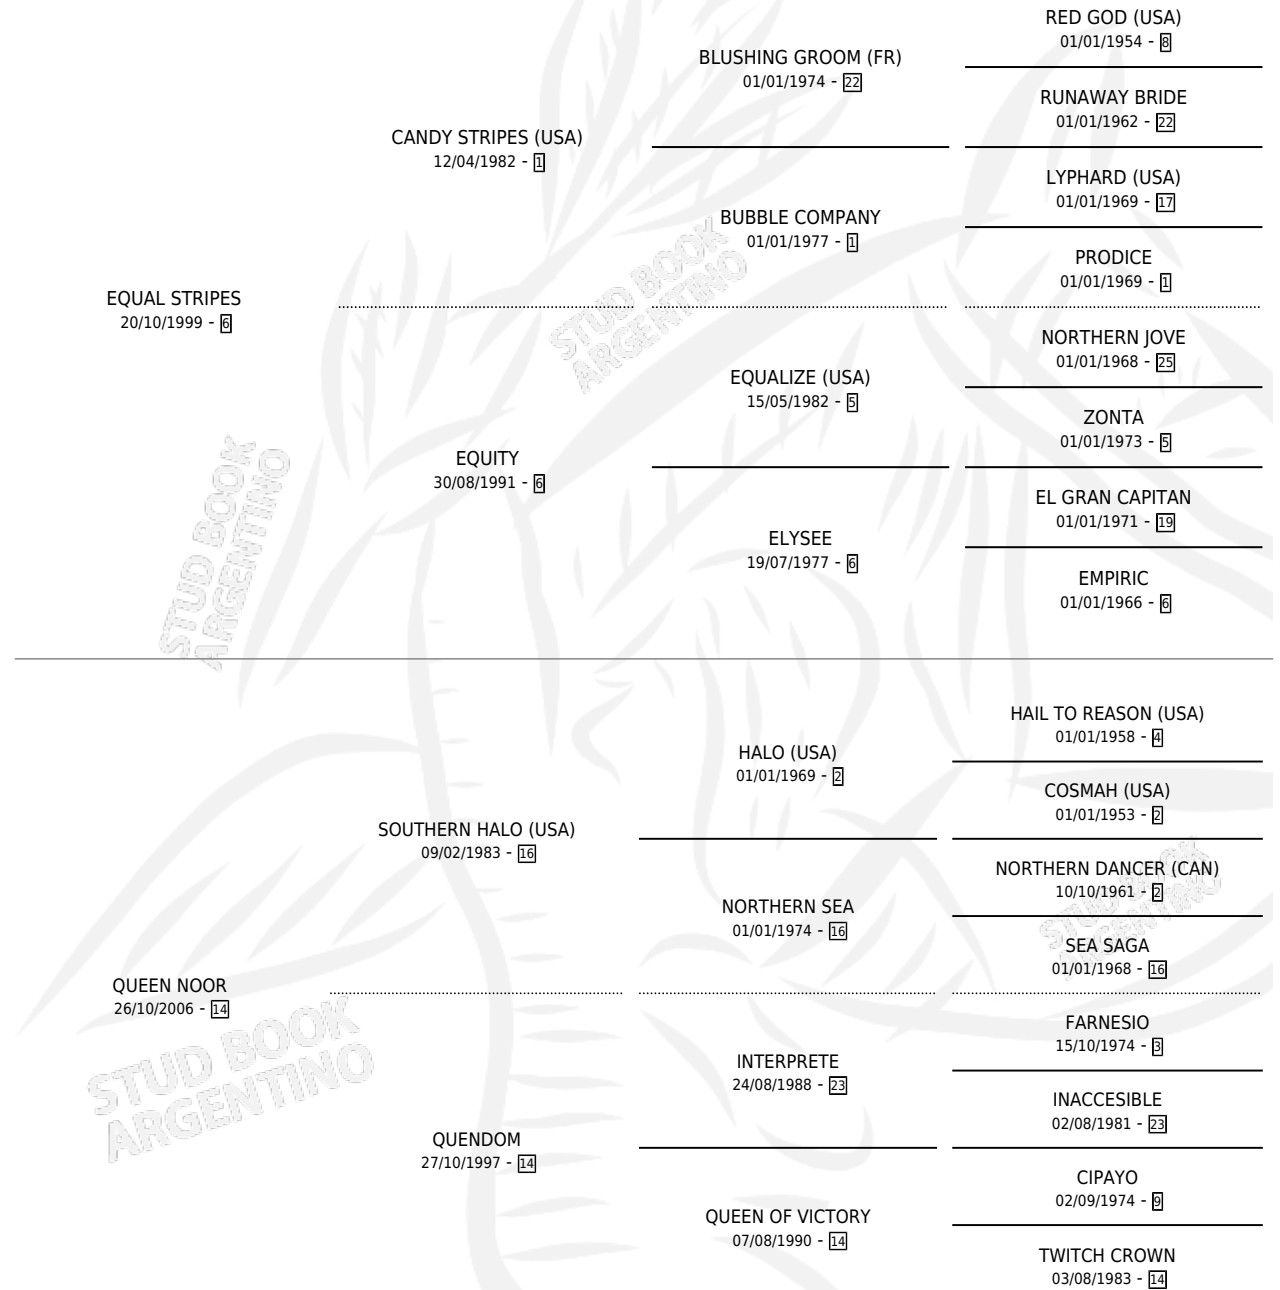 RED GOD (USA)
01/01/1954 - 8
BLUSHING GROOM (FR)
01/01/1974 - 22
RUNAWAY BRIDE
01/01/1962 - 22
CANDY STRIPES (USA)
12/04/1982 - 1
LYPHARD (USA)
01/01/1969 - 17
BUBBLE COMPANY
01/01/1977 - 1
PRODICE
01/01/1969 - 1
EQUAL STRIPES
20/10/1999 - 6
STUD BOOK
ARGENTINO
NORTHERN JOVE
01/01/1968 - 25
EQUALIZE (USA)
15/05/1982 - 5
ZONTA
01/01/1973 - 5
EQUITY
30/08/1991 - 6
EL GRAN CAPITAN
01/01/1971 - 19
ELYSEE
19/07/1977 - 6
EMPIRIC
01/01/1966 - 6
STUD BOOK
ARGENTINO
HAIL TO REASON (USA)
01/01/1958 - 4
HALO (USA)
01/01/1969 - 2
COSMAH (USA)
01/01/1953 - 2
SOUTHERN HALO (USA)
09/02/1983 - 16
NORTHERN DANCER (CAN)
10/10/1961 - 2
NORTHERN SEA
01/01/1974 - 16
STUD BOOK
ARGENTINO
SEA SAGA
01/01/1968 - 16
QUEEN NOOR
26/10/2006 - 14
STUD BOOK
ARGENTINO
FARNESIO
15/10/1974 - 3
INTERPRETE
24/08/1988 - 23
INACCESIBLE
02/08/1981 - 23
QUENDOM
27/10/1997 - 14
CIPAYO
02/09/1974 - 9
QUEEN OF VICTORY
07/08/1990 - 14
TWITCH CROWN
03/08/1983 - 14